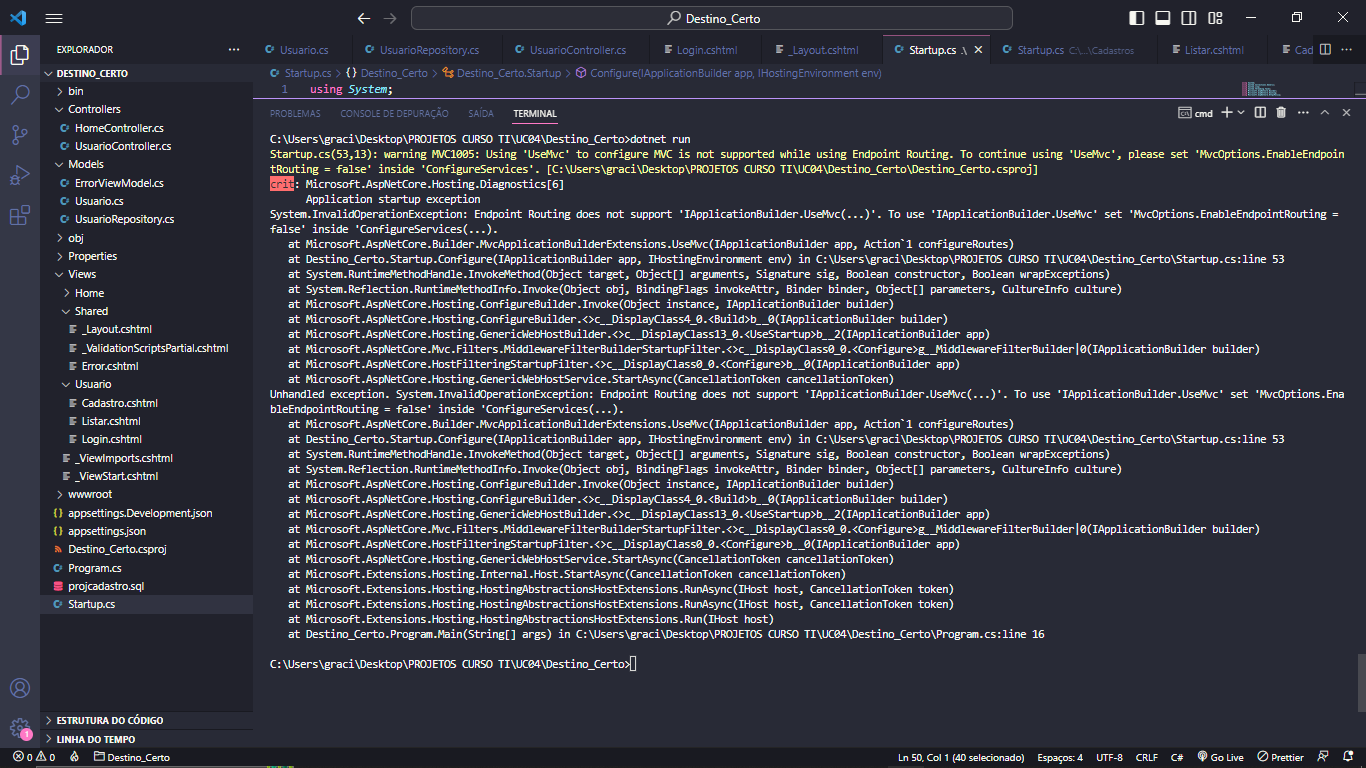 Destino_Certo
EXPLORADOR
DESTINO_CERTO
bin
Controllers
HomeController.cs
UsuarioController.cs
Models
ErrorViewModel.cs
Usuario.cs
UsuarioRepository.cs
obj
Properties
Views
Home
Shared
_Layout.cshtml
_ValidationScriptsPartial.cshtml
Error.cshtml
Usuario
Cadastro.cshtml
Listar.cshtml
Login.cshtml
_ViewImports.cshtml
_ViewStart.cshtml
wwwroot
appsettings.Development.json
appsettings.json
Destino_Certo.csproj
Program.cs
projcadastro.sql
Startup.cs
ESTRUTURA DO CÓDIGO
LINHA DO TEMPO
Usuario.cs UsuarioRepository.cs UsuarioController.cs Login.cshtml _Layout.cshtml Startup.cs .\ Startup.cs C:\...\Cadastros Listar.cshtml Cad
Startup.cs > {} Destino_Certo > Destino_Certo.Startup > Configure(IApplicationBuilder app, IHostingEnvironment env)
1 using System;
PROBLEMAS CONSOLE DE DEPURAÇÃO SAÍDA TERMINAL cmd
C:\Users\graci\Desktop\PROJETOS CURSO TI\UC04\Destino_Certo>dotnet run
Startup.cs(53,13): warning MVC1005: Using 'UseMvc' to configure MVC is not supported while using Endpoint Routing. To continue using 'UseMvc', please set 'MvcOptions.EnableEndpoin
tRouting = false' inside 'ConfigureServices'. [C:\Users\graci\Desktop\PROJETOS CURSO TI\UC04\Destino_Certo\Destino_Certo.csproj]
crit: Microsoft.AspNetCore.Hosting.Diagnostics[6]
Application startup exception
System.InvalidOperationException: Endpoint Routing does not support 'IApplicationBuilder.UseMvc(...)'. To use 'IApplicationBuilder.UseMvc' set 'MvcOptions.EnableEndpointRouting =
false' inside 'ConfigureServices(...).
at Microsoft.AspNetCore.Builder.MvcApplicationBuilderExtensions.UseMvc(IApplicationBuilder app, Action`1 configureRoutes)
at Destino_Certo.Startup.Configure(IApplicationBuilder app, IHostingEnvironment env) in C:\Users\graci\Desktop\PROJETOS CURSO TI\UC04\Destino_Certo\Startup.cs:line 53
at System.RuntimeMethodHandle.InvokeMethod(Object target, Object[] arguments, Signature sig, Boolean constructor, Boolean wrapExceptions)
at System.Reflection.RuntimeMethodInfo.Invoke(Object obj, BindingFlags invokeAttr, Binder binder, Object[] parameters, CultureInfo culture)
at Microsoft.AspNetCore.Hosting.ConfigureBuilder.Invoke(Object instance, IApplicationBuilder builder)
at Microsoft.AspNetCore.Hosting.ConfigureBuilder.<>c__DisplayClass4_0.<Build>b__0(IApplicationBuilder builder)
at Microsoft.AspNetCore.Hosting.GenericWebHostBuilder.<>c__DisplayClass13_0.<UseStartup>b__2(IApplicationBuilder app)
at Microsoft.AspNetCore.Mvc.Filters.MiddlewareFilterBuilderStartupFilter.<>c__DisplayClass0_0.<Configure>g__MiddlewareFilterBuilder|0(IApplicationBuilder builder)
at Microsoft.AspNetCore.HostFilteringStartupFilter.<>c__DisplayClass0_0.<Configure>b__0(IApplicationBuilder app)
at Microsoft.AspNetCore.Hosting.GenericWebHostService.StartAsync(CancellationToken cancellationToken)
Unhandled exception. System.InvalidOperationException: Endpoint Routing does not support 'IApplicationBuilder.UseMvc(...)'. To use 'IApplicationBuilder.UseMvc' set 'MvcOptions.Ena
bleEndpointRouting = false' inside 'ConfigureServices(...).
at Microsoft.AspNetCore.Builder.MvcApplicationBuilderExtensions.UseMvc(IApplicationBuilder app, Action`1 configureRoutes)
at Destino_Certo.Startup.Configure(IApplicationBuilder app, IHostingEnvironment env) in C:\Users\graci\Desktop\PROJETOS CURSO TI\UC04\Destino_Certo\Startup.cs:line 53
at System.RuntimeMethodHandle.InvokeMethod(Object target, Object[] arguments, Signature sig, Boolean constructor, Boolean wrapExceptions)
at System.Reflection.RuntimeMethodInfo.Invoke(Object obj, BindingFlags invokeAttr, Binder binder, Object[] parameters, CultureInfo culture)
at Microsoft.AspNetCore.Hosting.ConfigureBuilder.Invoke(Object instance, IApplicationBuilder builder)
at Microsoft.AspNetCore.Hosting.ConfigureBuilder.<>c__DisplayClass4_0.<Build>b__0(IApplicationBuilder builder)
at Microsoft.AspNetCore.Hosting.GenericWebHostBuilder.<>c__DisplayClass13_0.<UseStartup>b__2(IApplicationBuilder app)
at Microsoft.AspNetCore.Mvc.Filters.MiddlewareFilterBuilderStartupFilter.<>c__DisplayClass0_0.<Configure>g__MiddlewareFilterBuilder|0(IApplicationBuilder builder)
at Microsoft.AspNetCore.HostFilteringStartupFilter.<>c__DisplayClass0_0.<Configure>b__0(IApplicationBuilder app)
at Microsoft.AspNetCore.Hosting.GenericWebHostService.StartAsync(CancellationToken cancellationToken)
at Microsoft.Extensions.Hosting.Internal.Host.StartAsync(CancellationToken cancellationToken)
at Microsoft.Extensions.Hosting.HostingAbstractionsHostExtensions.RunAsync(IHost host, CancellationToken token)
at Microsoft.Extensions.Hosting.HostingAbstractionsHostExtensions.RunAsync(IHost host, CancellationToken token)
at Microsoft.Extensions.Hosting.HostingAbstractionsHostExtensions.Run(IHost host)
at Destino_Certo.Program.Main(String[] args) in C:\Users\graci\Desktop\PROJETOS CURSO TI\UC04\Destino_Certo\Program.cs:line 16
C:\Users\graci\Desktop\PROJETOS CURSO TI\UC04\Destino_Certo>
1
0 0 Destino_Certo Ln 50, Col 1 (40 selecionado) Espaços: 4 UTF-8 CRLF C# Go Live Prettier